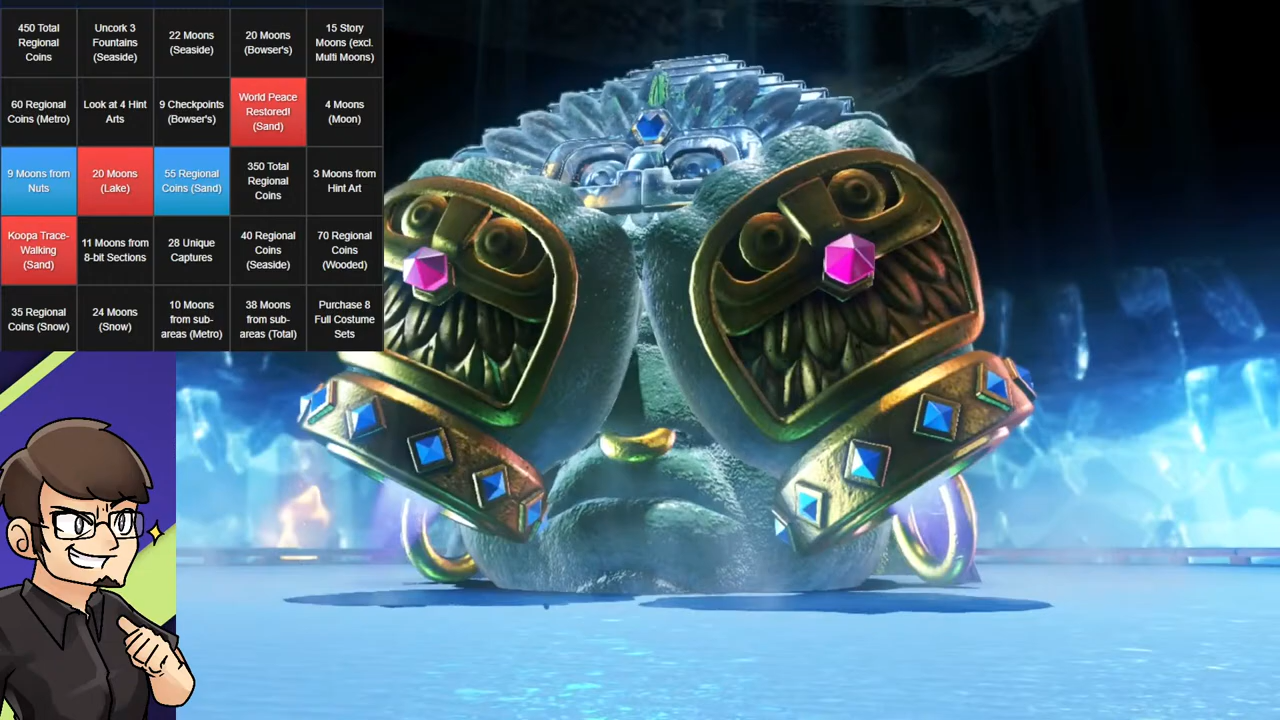 450 Total
Regional
Coins
Uncork 3
Fountains
(Seaside)
22 Moons
(Seaside)
20 Moons
(Bowser's)
15 Story
Moons (excl.
Multi Moons)
60 Regional
Coins (Metro)
Look at 4 Hint
Arts
9 Checkpoints
(Bowser's)
World Peace
Restored!
(Sand)
4 Moons
(Moon)
9 Moons from
Nuts
20 Moons
(Lake)
55 Regional
Coins (Sand)
350 Total
Regional
Coins
3 Moons from
Hint Art
Koopa Trace-
Walking
(Sand)
11 Moons from
8-bit Sections
28 Unique
Captures
40 Regional
Coins
(Seaside)
70 Regional
Coins
(Wooded)
35 Regional
Coins (Snow)
24 Moons
(Snow)
10 Moons
from sub-
areas (Metro)
38 Moons
from sub-
areas (Total)
Purchase 8
Full Costume
Sets